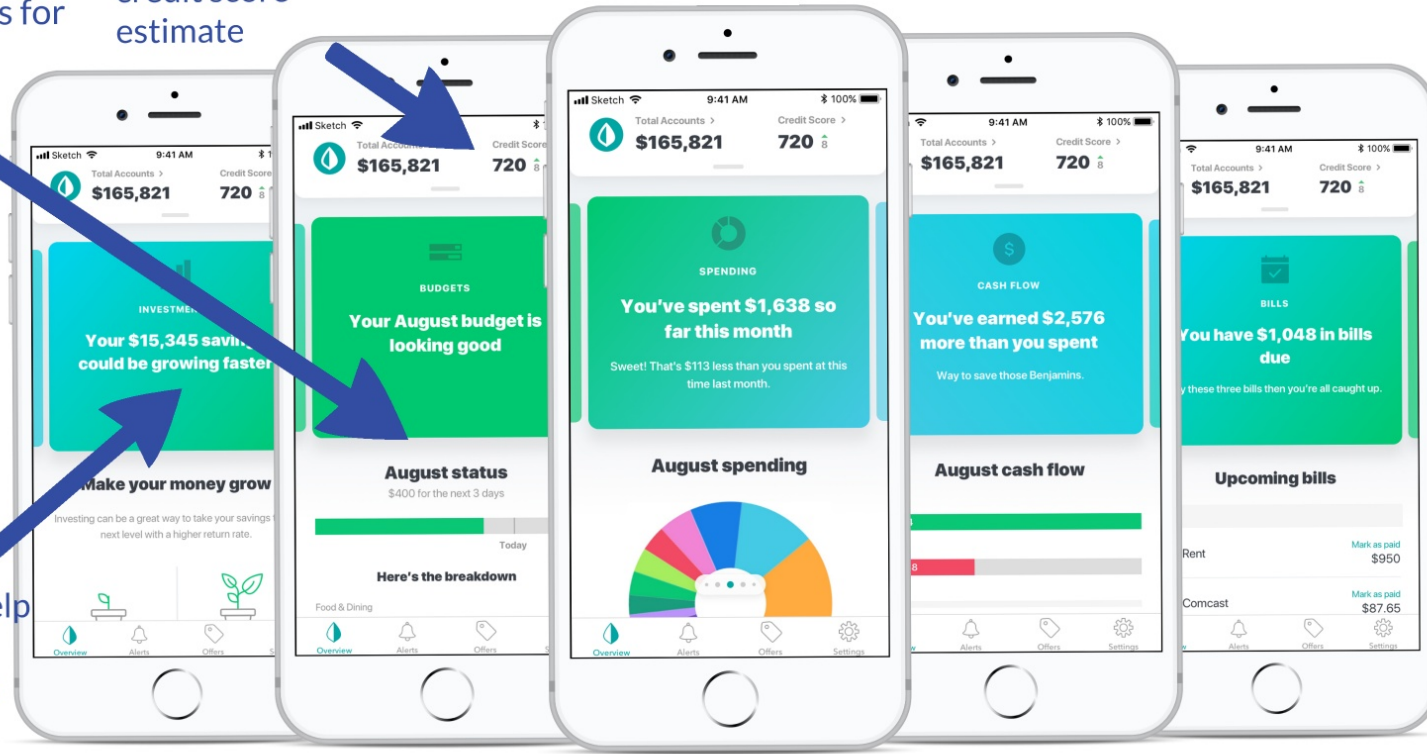 s for
credit score
estimate
elp
Sketch
9:41 AM
Total Accounts >
Credit Score
$165,821
720 8
Your $15,345
could be growing faster
Make your money grow
Investing can be a great way to take your savings
next level with a higher return rate.
Overview
Alerts
Offers
Sketch
Credit Score
$165,821
720 8
BUDGETS
Your August budget is
looking good
August status
$400 for the next 3 days
Today
Here's the breakdown
Food & Dining
Overview
Alerts
Offers
Sketch
9:41 AM
100%
Total Accounts >
Credit Score >
$165,821
720 8
SPENDING
You've spent $1,638 so
far this month
Sweet! That's $113 less than you spent at this
time last month.
August spending
Overview
Alerts
Offers
Settings
9:41 AM
100%
Total Accounts >
Credit Score >
$165,821
720 8
CASH FLOW
You've earned $2,576
more than you spent
Way to save those Benjamins.
August cash flow
8
Alerts
Offers
Settings
9:41 AM
100%
Total Accounts >
Credit Score >
$165,821
720 8
BILLS
You have $1,048 in bills
due
y these three bills then you're all caught up.
Upcoming bills
Mark as paid
Rent
$950
Mark as paid
Comcast
$87.65
Alerts
Offers
Settings